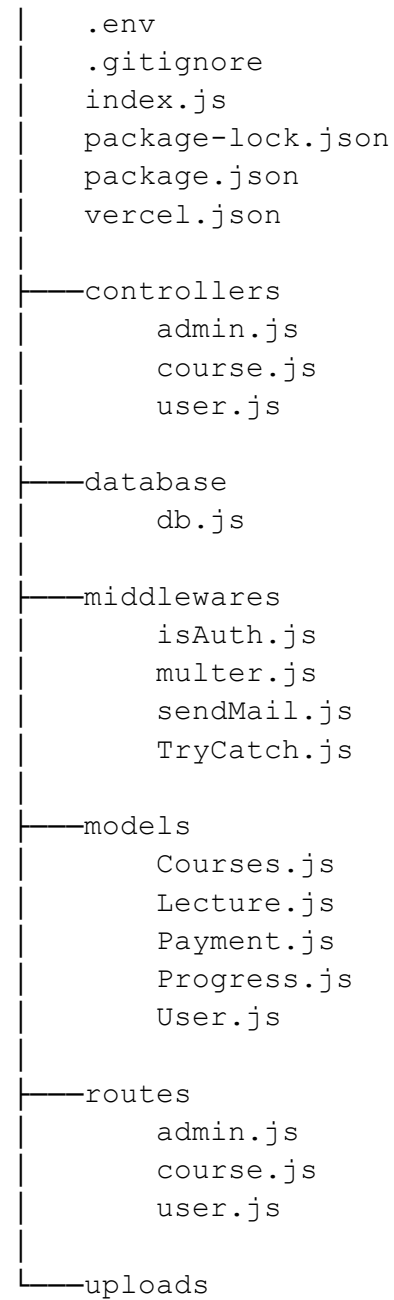 .env
.gitignore
index.js
package-lock.json
package.json
vercel.json
controllers
admin.js
course.js
user.js
database
db.js
middlewares
isAuth.js
multer.js
sendMail.js
TryCatch.js
models
Courses.js
Lecture.js
Payment.js
Progress.js
User.js
routes
admin.js
course.js
user.js
uploads